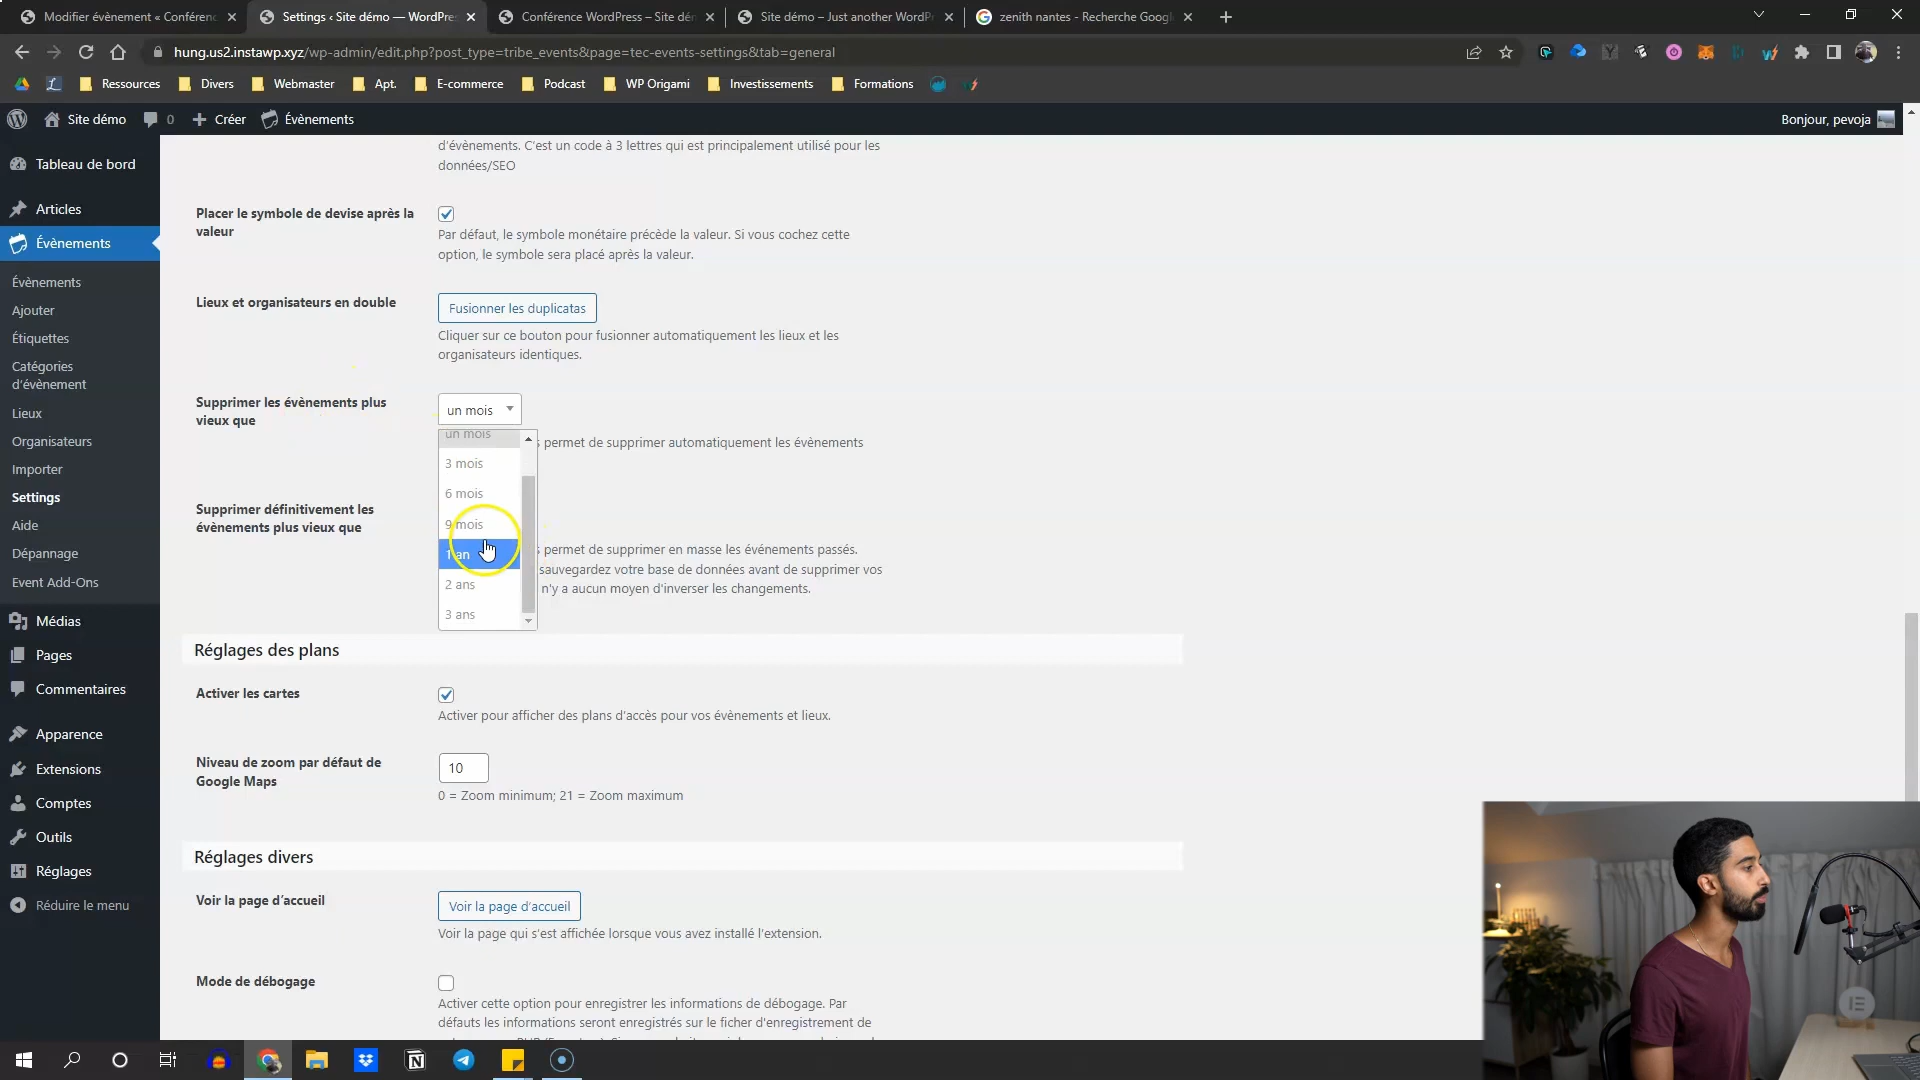 Modifier évènement « Conférenc
Settings ‹ Site démo — WordPre
Conférence WordPress – Site dé
Site démo – Just another WordP
zenith nantes - Recherche Googl
hung.us2.instawp.xyz/wp-admin/edit.php?post_type=tribe_events&page=tec-events-settings&tab=general
Ressources
Divers
Webmaster
Apt.
E-commerce
Podcast
WP Origami
Investissements
Formations
Site démo
0
Créer
Évènements
Bonjour, pevoja
Tableau de bord
Articles
Évènements
Évènements
Ajouter
Étiquettes
Catégories
d'évènement
Lieux
Organisateurs
Importer
Settings
Aide
Dépannage
Event Add-Ons
Médias
Pages
Commentaires
Apparence
Extensions
Comptes
Outils
Réglages
Réduire le menu
d'évènements. C'est un code à 3 lettres qui est principalement utilisé pour les
données/SEO
Placer le symbole de devise après la
valeur
Par défaut, le symbole monétaire précède la valeur. Si vous cochez cette
option, le symbole sera placé après la valeur.
Lieux et organisateurs en double
Fusionner les duplicatas
Cliquer sur ce bouton pour fusionner automatiquement les lieux et les
organisateurs identiques.
Supprimer les évènements plus
vieux que
un mois
un mois
3 mois
6 mois
9 mois
1 an
2 ans
3 ans
permet de supprimer automatiquement les évènements
Supprimer définitivement les
évènements plus vieux que
permet de supprimer en masse les événements passés.
sauvegardez votre base de données avant de supprimer vos
n'y a aucun moyen d'inverser les changements.
Réglages des plans
Activer les cartes
Activer pour afficher des plans d'accès pour vos évènements et lieux.
Niveau de zoom par défaut de
Google Maps
10
0 = Zoom minimum; 21 = Zoom maximum
Réglages divers
Voir la page d'accueil
Voir la page d'accueil
Voir la page qui s'est affichée lorsque vous avez installé l'extension.
Mode de débogage
Activer cette option pour enregistrer les informations de débogage. Par
défauts les informations seront enregistrés sur le ficher d'enregistrement de